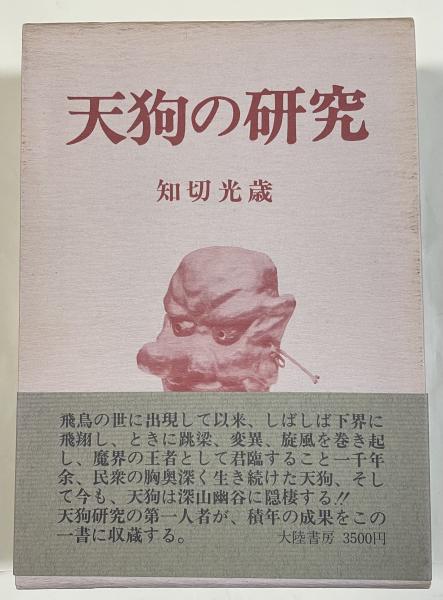 天狗の研究
知切光歳
飛鳥の世に出現して以来、しばしば下界に
飛翔し、ときに跳梁、変異、旋風を巻き起
し、魔界の王者として君臨すること一千年
余、民衆の胸奥深く生き続けた天狗、そし
て今も、天狗は深山幽谷に隠棲する!!
天狗研究の第一人者が、積年の成果をこの
一書に収蔵する。 大陸書房 3500円